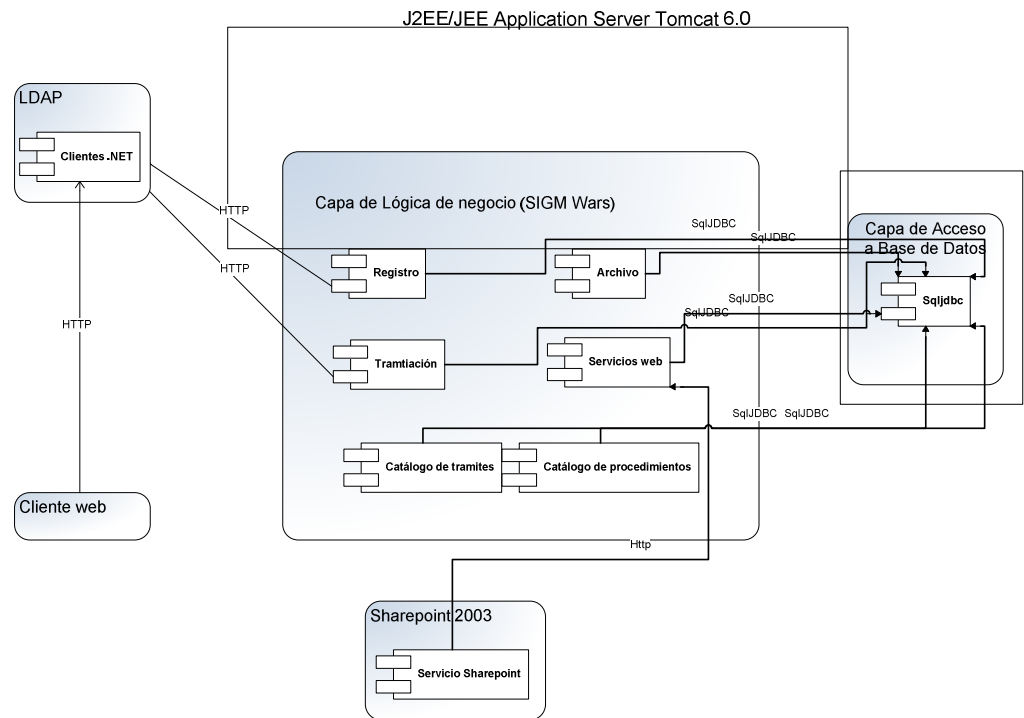 J2EE/JEE Application Server Tomcat 6.0
LDAP
Clientes .NET
HTTP
HTTP
HTTP
Cliente web
Capa de Lógica de negocio (SIGM Wars)
Registro
Archivo
Tramtiación
Servicios web
Catálogo de tramites
Catálogo de procedimientos
SqlJDBC
SqlJDBC
SqlJDBC
SqlJDBC
SqlJDBC
SqlJDBC
Capa de Acceso
a Base de Datos
Sqljdbc
Http
Sharepoint 2003
Servicio Sharepoint